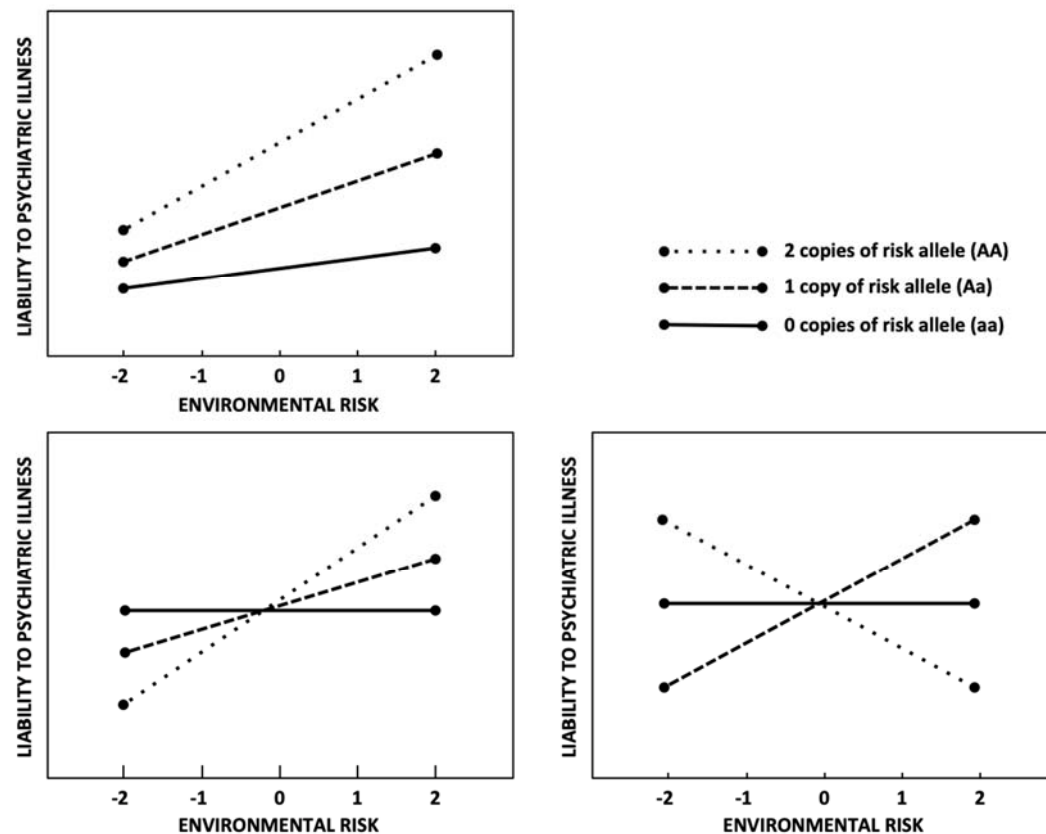 LIABILITY TO PSYCHIATRIC ILLNESS
-2 -1 0 1 2
ENVIRONMENTAL RISK
2 copies of risk allele (AA)
1 copy of risk allele (Aa)
0 copies of risk allele (aa)
LIABILITY TO PSYCHIATRIC ILLNESS
-2 -1 0 1 2
ENVIRONMENTAL RISK
LIABILITY TO PSYCHIATRIC ILLNESS
-2 -1 0 1 2
ENVIRONMENTAL RISK